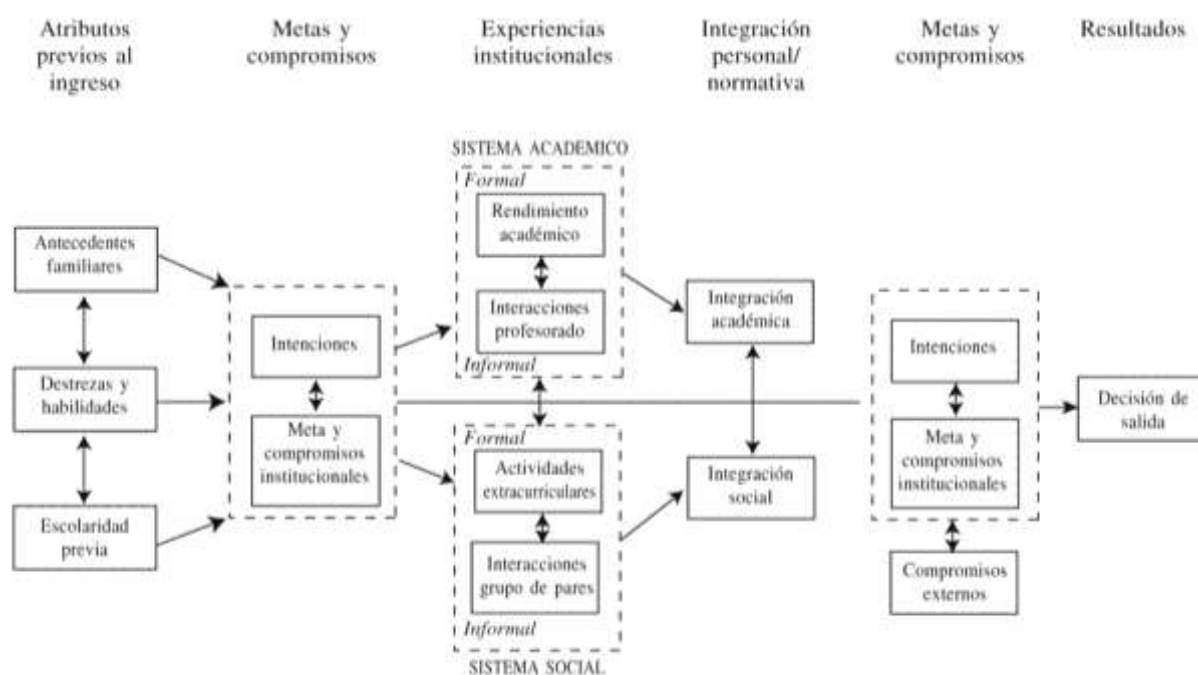 Atributos
previos al
ingreso
Metas y
compromisos
Experiencias
institucionales
Integración
personal/
normativa
Metas y
compromisos
Resultados
SISTEMA ACADEMICO
Formal
Rendimiento
académico
Interacciones
profesorado
Informal
Antecedentes
familiares
Destrezas y
habilidades
Escolaridad
previa
Intenciones
Meta y
compromisos
institucionales
Formal
Actividades
extracurriculares
Interacciones
grupo de pares
Informal
SISTEMA SOCIAL
Integración
académica
Integración
social
Intenciones
Meta y
compromisos
institucionales
Compromisos
externos
Decisión de
salida